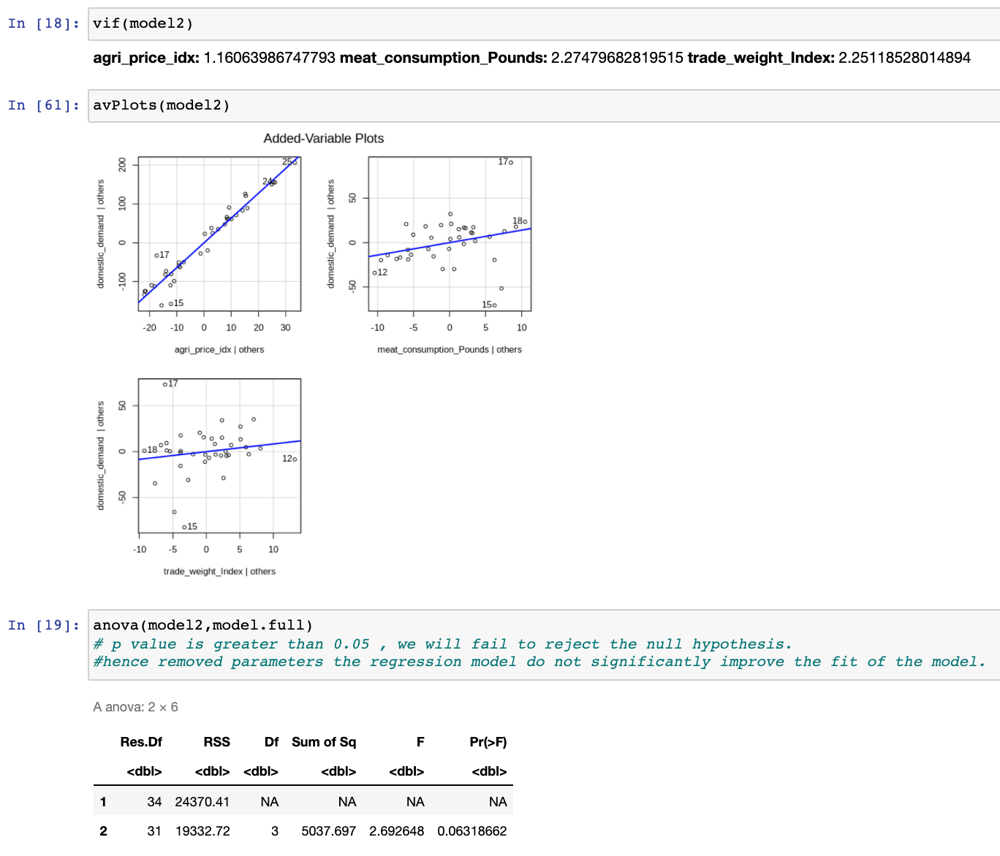 In [18]: vif(model2)
agri_price_idx: 1.16063986747793 meat_consumption_Pounds: 2.27479682819515 trade_weight_Index: 2.25118528014894
In [61]: avPlots(model2)
Added-Variable Plots
domestic_demand | others
200
100
0
-100
25
24
17
15
-20 -10 0 10 20 30
agri_price_idx | others
domestic_demand | others
50
0
-50
17
18
12
15
-10 -5 0 5 10
meat_consumption_Pounds | others
domestic_demand | others
50
0
-50
17
18
12
15
-10 -5 0 5 10
trade_weight_Index | others
In [19]: anova(model2,model.full)
# p value is greater than 0.05 , we will fail to reject the null hypothesis.
#hence removed parameters the regression model do not significantly improve the fit of the model.
A anova: 2 × 6
Res.Df RSS Df Sum of Sq F Pr(>F)
<dbl> <dbl> <dbl> <dbl> <dbl> <dbl>
1 34 24370.41 NA NA NA NA
2 31 19332.72 3 5037.697 2.692648 0.06318662